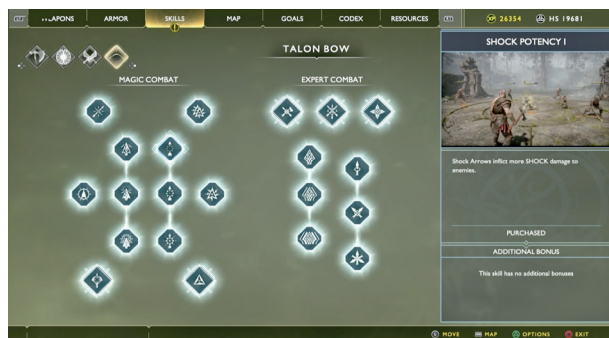 ...APONS ARMOR SKILLS MAP GOALS CODEX RESOURCES XP 26354 HS 19681
TALON BOW
MAGIC COMBAT EXPERT COMBAT
SHOCK POTENCY I
Shock Arrows inflict more SHOCK damage to
enemies.
PURCHASED
ADDITIONAL BONUS
This skill has no additional bonuses
MOVE MAP OPTIONS EXIT